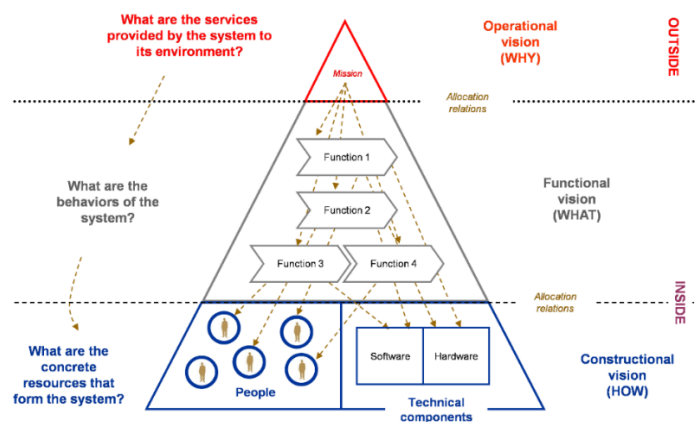 What are the services
provided by the system to
its environment?
Operational
vision
(WHY)
OUTSIDE
Mission
Allocation
relations
Function 1
What are the
behaviors of the
system?
Function 2
Functional
vision
(WHAT)
Function 3
Function 4
Allocation
relations
INSIDE
What are the
concrete
resources that
form the system?
Software
Hardware
People
Technical
components
Constructional
vision
(HOW)